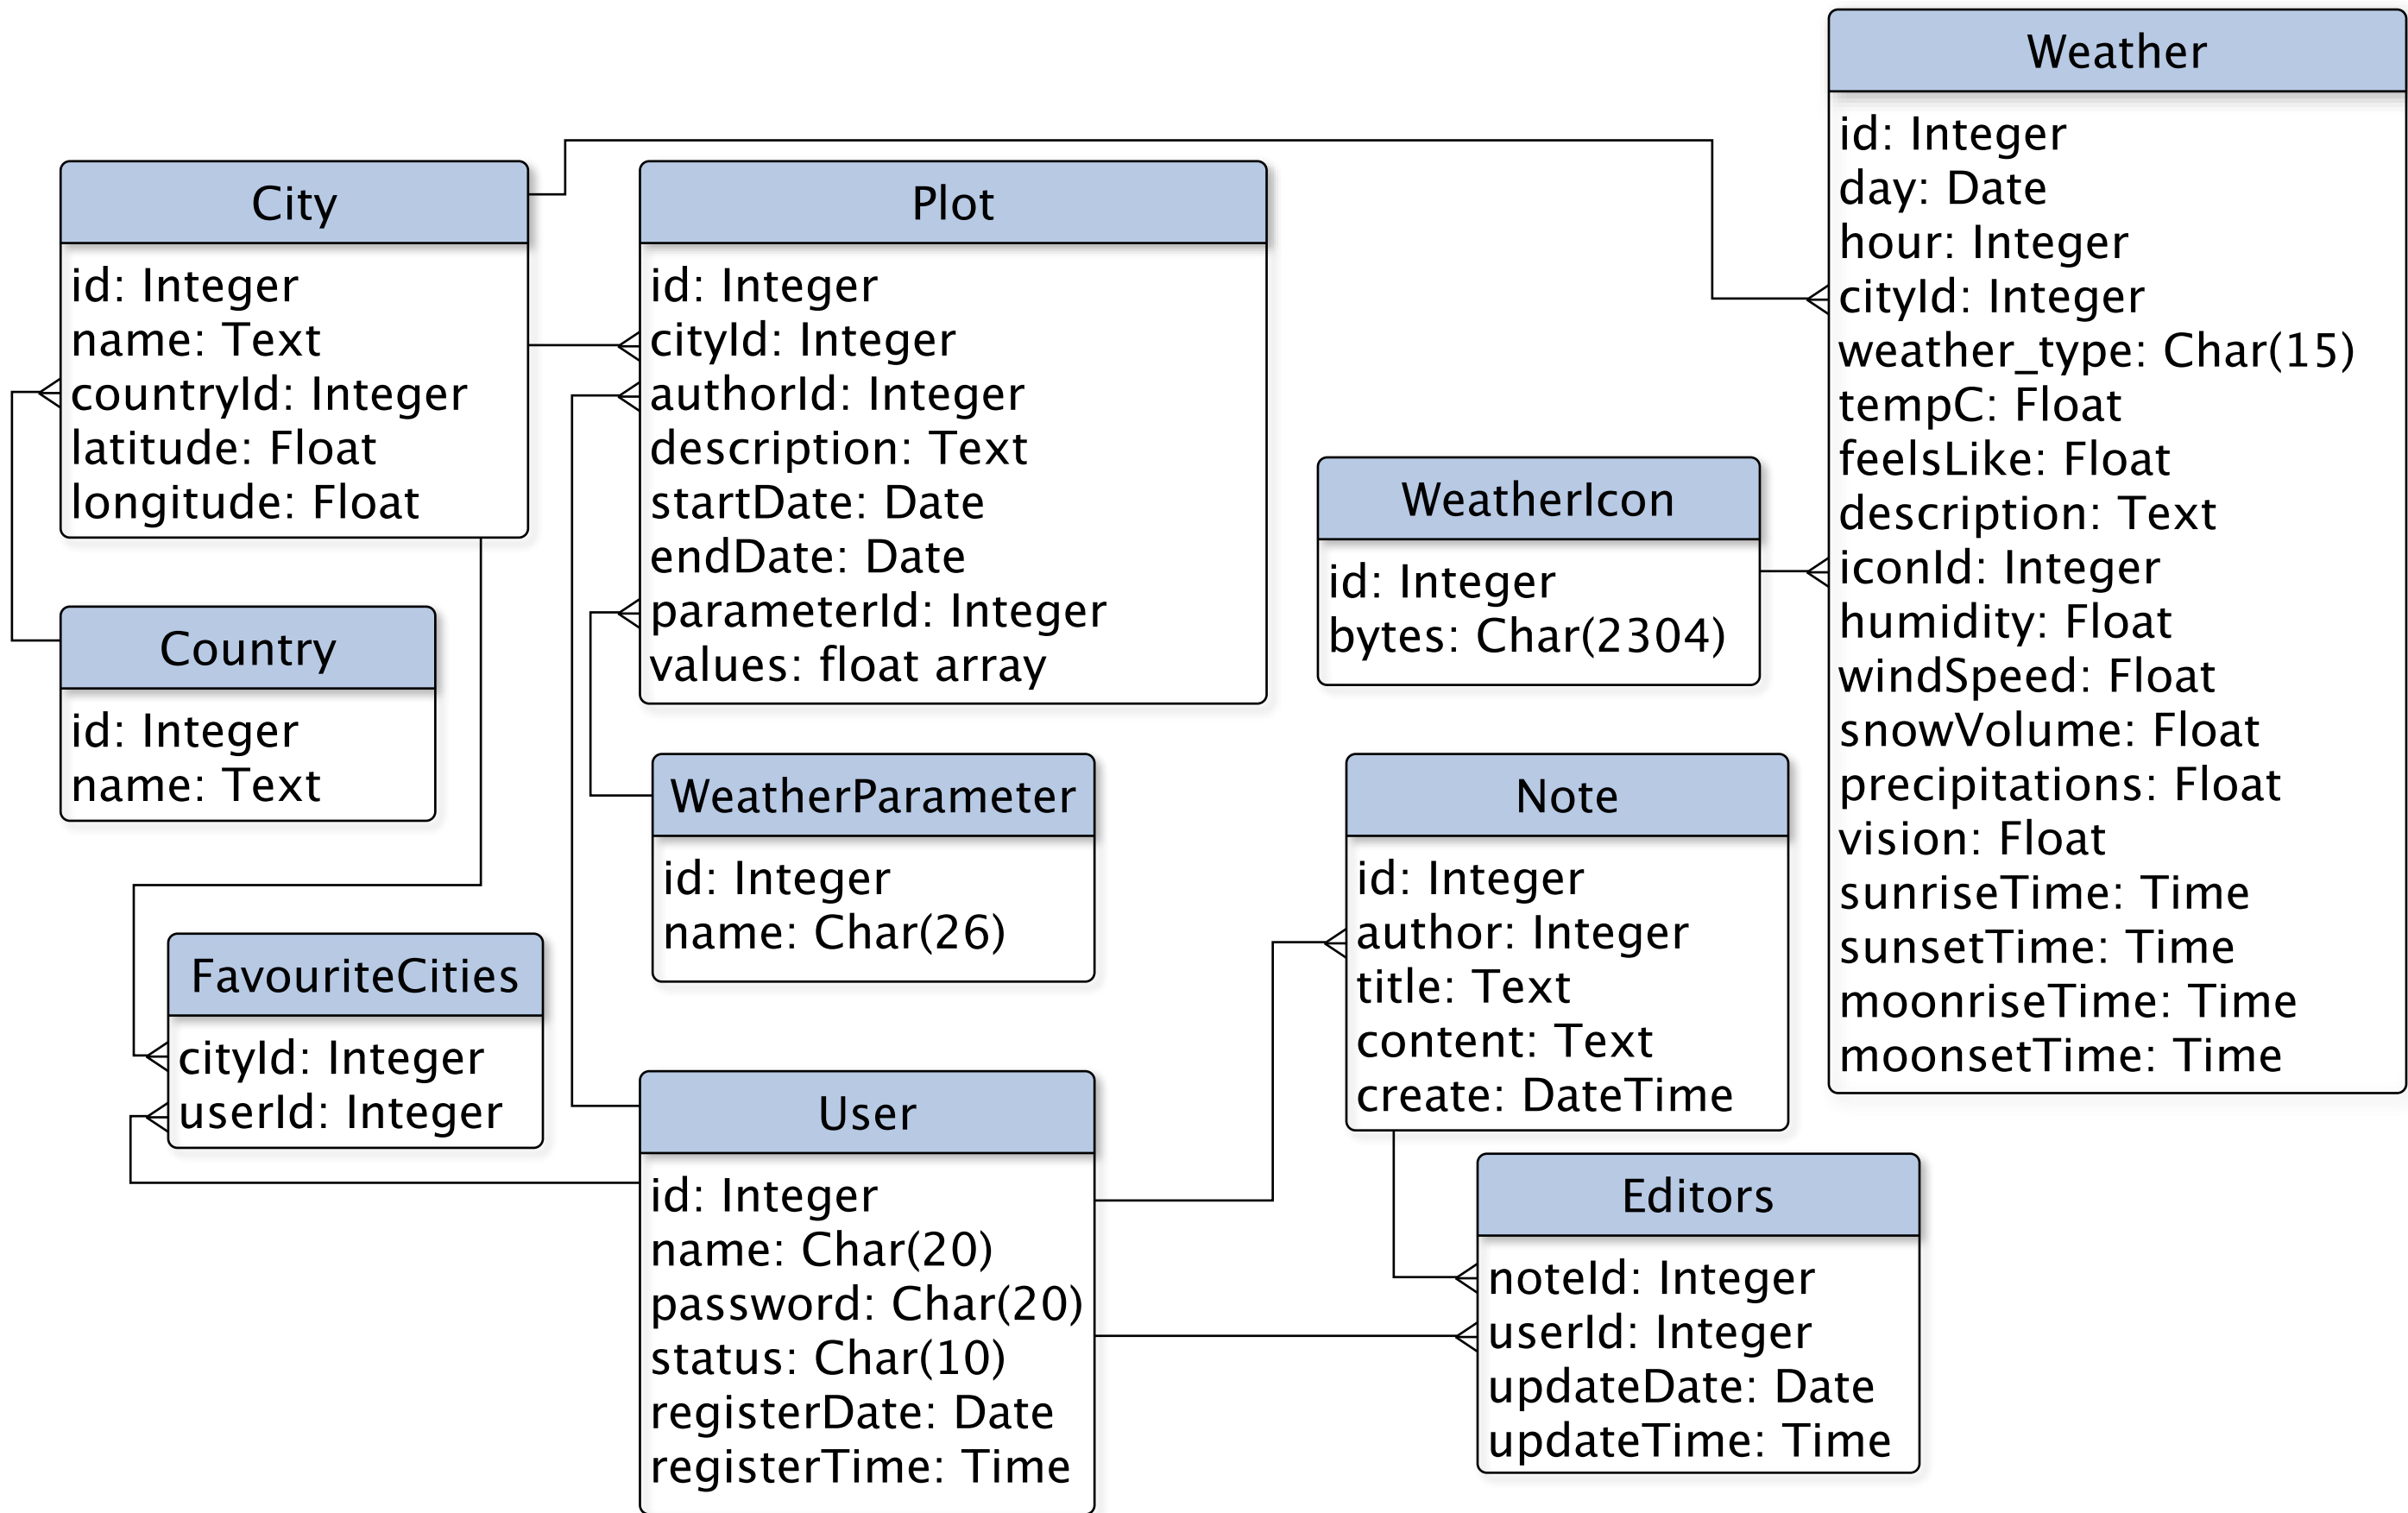 City
id: Integer
name: Text
countryId: Integer
latitude: Float
longitude: Float
Country
id: Integer
name: Text
FavouriteCities
cityId: Integer
userId: Integer
Plot
id: Integer
cityId: Integer
authorId: Integer
description: Text
startDate: Date
endDate: Date
parameterId: Integer
values: float array
WeatherParameter
id: Integer
name: Char(26)
User
id: Integer
name: Char(20)
password: Char(20)
status: Char(10)
registerDate: Date
registerTime: Time
WeatherIcon
id: Integer
bytes: Char(2304)
Note
id: Integer
author: Integer
title: Text
content: Text
create: DateTime
Editors
noteId: Integer
userId: Integer
updateDate: Date
updateTime: Time
Weather
id: Integer
day: Date
hour: Integer
cityId: Integer
weather_type: Char(15)
tempC: Float
feelsLike: Float
description: Text
iconId: Integer
humidity: Float
windSpeed: Float
snowVolume: Float
precipitations: Float
vision: Float
sunriseTime: Time
sunsetTime: Time
moonriseTime: Time
moonsetTime: Time